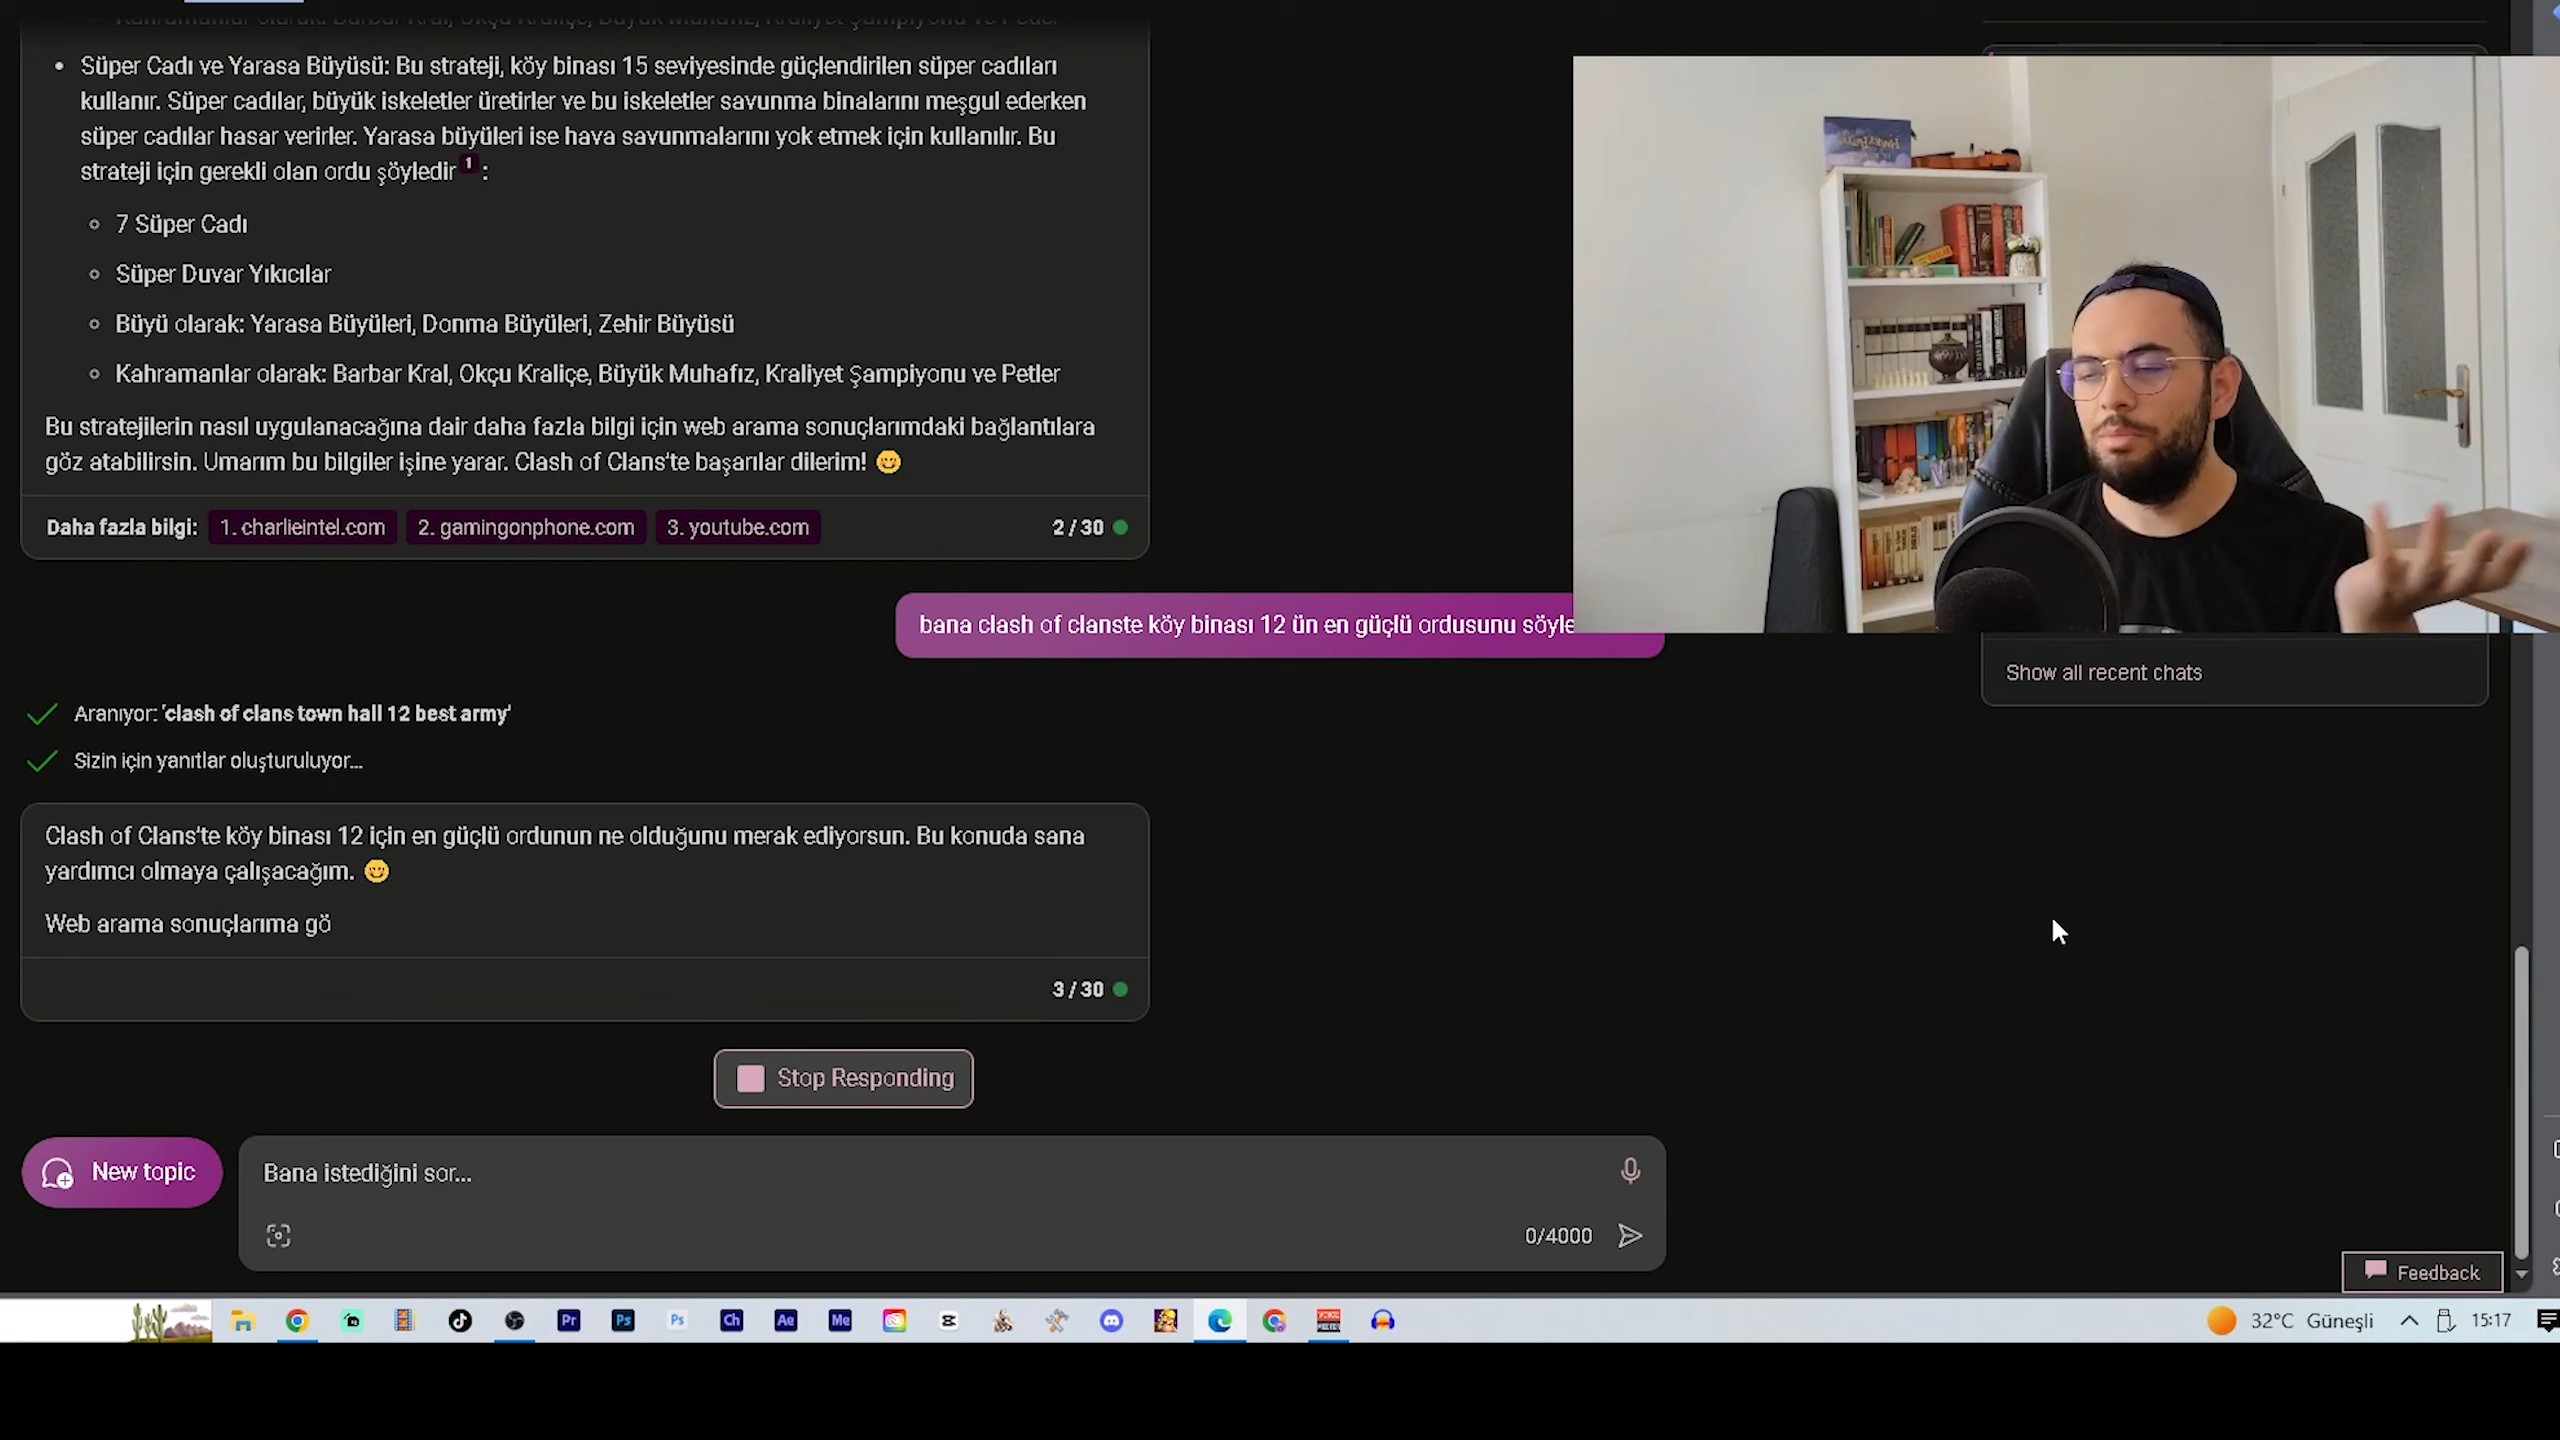 Süper Cadı ve Yarasa Büyüsü: Bu strateji, köy binası 15 seviyesinde güçlendirilen süper cadıları
kullanır. Süper cadılar, büyük iskeletler üretirler ve bu iskeletler savunma binalarını meşgul ederken
süper cadılar hasar verirler. Yarasa büyüleri ise hava savunmalarını yok etmek için kullanılır. Bu
strateji için gerekli olan ordu şöyledir 1 :
7 Süper Cadı
Süper Duvar Yıkıcılar
Büyü olarak: Yarasa Büyüleri, Donma Büyüleri, Zehir Büyüsü
Kahramanlar olarak: Barbar Kral, Okçu Kraliçe, Büyük Muhafız, Kraliyet Şampiyonu ve Petler
Bu stratejilerin nasıl uygulanacağına dair daha fazla bilgi için web arama sonuçlarımdaki bağlantılara
göz atabilirsin. Umarım bu bilgiler işine yarar. Clash of Clans'te başarılar dilerim! 😊
Daha fazla bilgi: 1. charlieintel.com 2. gamingonphone.com 3. youtube.com 2 / 30
bana clash of clanste köy binası 12 ün en güçlü ordusunu söyle
Show all recent chats
Aranıyor: 'clash of clans town hall 12 best army'
Sizin için yanıtlar oluşturuluyor...
Clash of Clans'te köy binası 12 için en güçlü ordunun ne olduğunu merak ediyorsun. Bu konuda sana
yardımcı olmaya çalışacağım. 😊
Web arama sonuçlarıma gö
3 / 30
Stop Responding
New topic
Bana istediğini sor...
0/4000
Feedback
Pr Ps Ps Ch Ae Me
32°C Güneşli 15:17